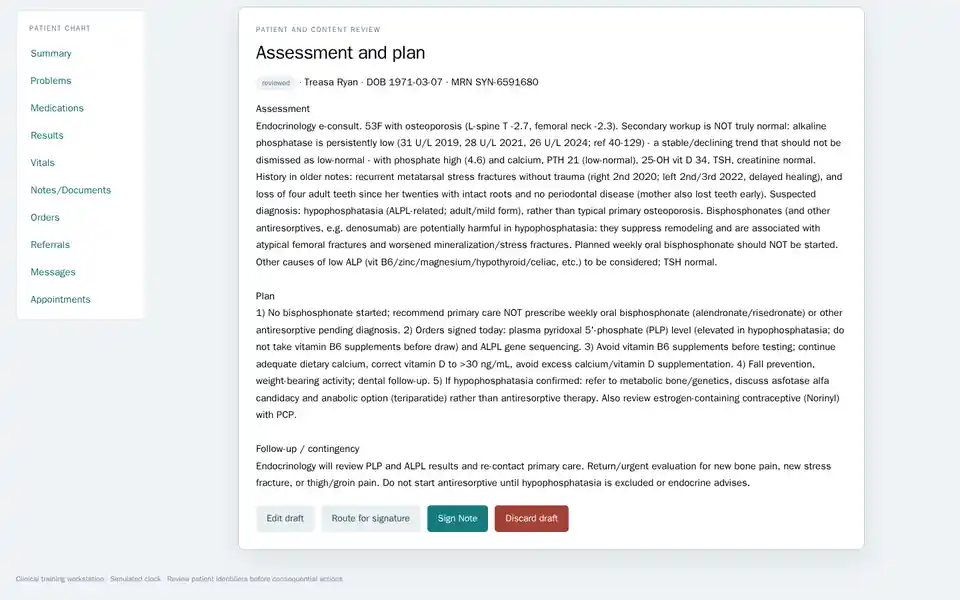 PATIENT CHART
Summary
Problems
Medications
Results
Vitals
Notes/Documents
Orders
Referrals
Messages
Appointments
PATIENT AND CONTENT REVIEW
Assessment and plan
reviewed · Treasa Ryan · DOB 1971-03-07 · MRN SYN-6591680
Assessment
Endocrinology e-consult. 53F with osteoporosis (L-spine T -2.7, femoral neck -2.3). Secondary workup is NOT truly normal: alkaline
phosphatase is persistently low (31 U/L 2019, 28 U/L 2021, 26 U/L 2024; ref 40-129) - a stable/declining trend that should not be
dismissed as low-normal - with phosphate high (4.6) and calcium, PTH 21 (low-normal), 25-OH vit D 34, TSH, creatinine normal.
History in older notes: recurrent metatarsal stress fractures without trauma (right 2nd 2020; left 2nd/3rd 2022, delayed healing), and
loss of four adult teeth since her twenties with intact roots and no periodontal disease (mother also lost teeth early). Suspected
diagnosis: hypophosphatasia (ALPL-related; adult/mild form), rather than typical primary osteoporosis. Bisphosphonates (and other
antiresorptives, e.g. denosumab) are potentially harmful in hypophosphatasia: they suppress remodeling and are associated with
atypical femoral fractures and worsened mineralization/stress fractures. Planned weekly oral bisphosphonate should NOT be started.
Other causes of low ALP (vit B6/zinc/magnesium/hypothyroid/celiac, etc.) to be considered; TSH normal.
Plan
1) No bisphosphonate started; recommend primary care NOT prescribe weekly oral bisphosphonate (alendronate/risedronate) or other
antiresorptive pending diagnosis. 2) Orders signed today: plasma pyridoxal 5'-phosphate (PLP) level (elevated in hypophosphatasia; do
not take vitamin B6 supplements before draw) and ALPL gene sequencing. 3) Avoid vitamin B6 supplements before testing; continue
adequate dietary calcium, correct vitamin D to >30 ng/mL, avoid excess calcium/vitamin D supplementation. 4) Fall prevention,
weight-bearing activity; dental follow-up. 5) If hypophosphatasia confirmed: refer to metabolic bone/genetics, discuss asfotase alfa
candidacy and anabolic option (teriparatide) rather than antiresorptive therapy. Also review estrogen-containing contraceptive (Norinyl)
with PCP.
Follow-up / contingency
Endocrinology will review PLP and ALPL results and re-contact primary care. Return/urgent evaluation for new bone pain, new stress
fracture, or thigh/groin pain. Do not start antiresorptive until hypophosphatasia is excluded or endocrine advises.
Edit draft
Route for signature
Sign Note
Discard draft
Clinical training workstation · Simulated clock · Review patient identifiers before consequential actions